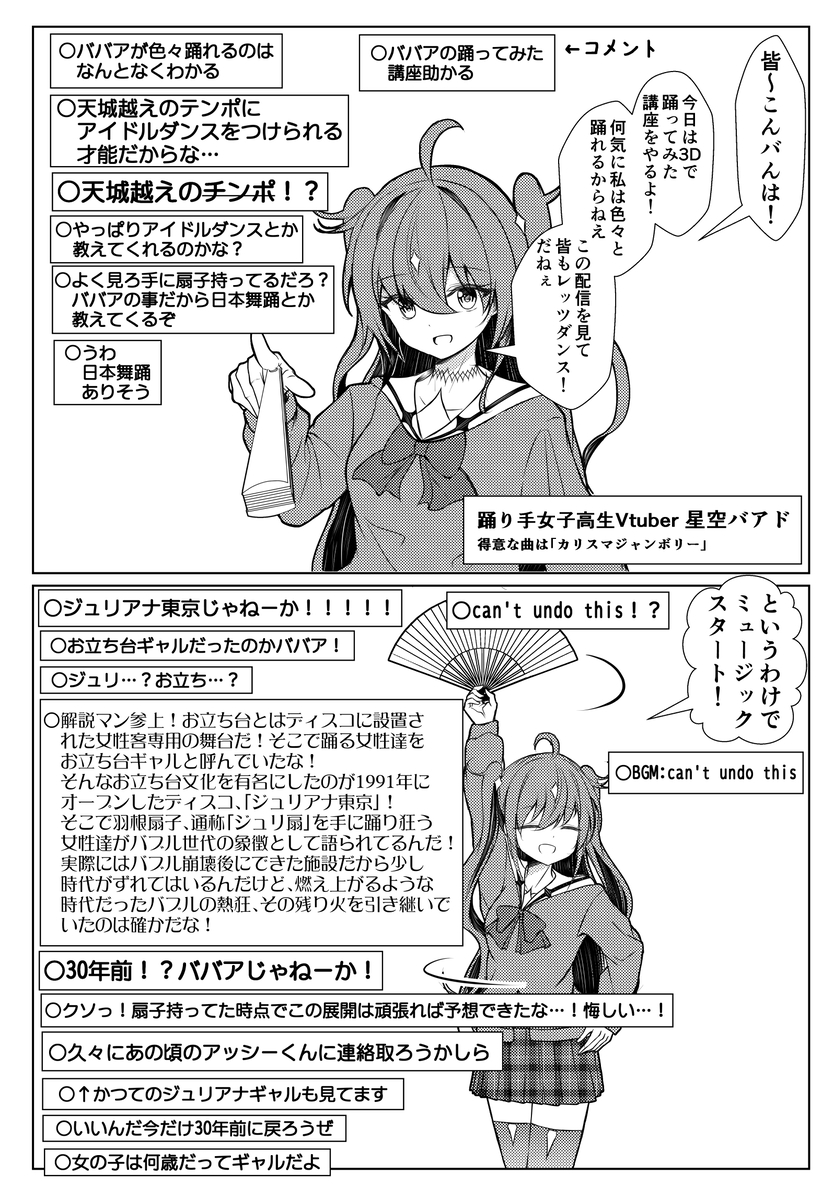 皆〜こんバんは！
今日は3Dで
踊ってみた
講座をやるよ！
何気に私は色々と
踊れるからねえ
この配信を見て
皆もレッツダンス！
だねぇ
←コメント
〇ババアの踊ってみた
講座助かる
〇ババアが色々踊れるのは
なんとなくわかる
〇天城越えのテンポに
アイドルダンスをつけられる
才能だからな…
〇天城越えのチンポ！？
〇やっぱりアイドルダンスとか
教えてくれるのかな？
〇よく見ろ手に扇子持ってるだろ？
ババアの事だから日本舞踊とか
教えてくるぞ
〇うわ
日本舞踊
ありそう
踊り手女子高生Vtuber 星空バアド
得意な曲は「カリスマジャンボリー」
というわけで
ミュージック
スタート！
〇BGM:can't undo this
〇can't undo this！？
〇ジュリアナ東京じゃねーか！！！！！
〇お立ち台ギャルだったのかババア！
〇ジュリ…？お立ち…？
〇解説マン参上！お立ち台とはディスコに設置さ
れた女性客専用の舞台だ！そこで踊る女性達を
お立ち台ギャルと呼んでいたな！
そんなお立ち台文化を有名にしたのが1991年に
オープンしたディスコ、「ジュリアナ東京」！
そこで羽根扇子、通称「ジュリ扇」を手に踊り狂う
女性達がバブル世代の象徴として語られてるんだ！
実際にはバブル崩壊後にできた施設だから少し
時代がずれてはいるんだけど、燃え上がるような
時代だったバブルの熱狂、その残り火を引き継いで
いたのは確かだな！
〇30年前！？ババアじゃねーか！
〇クソっ！扇子持ってた時点でこの展開は頑張れば予想できたな…！悔しい…！
〇久々にあの頃のアッシーくんに連絡取ろうかしら
〇↑かつてのジュリアナギャルも見てます
〇いいんだ今だけ30年前に戻ろうぜ
〇女の子は何歳だってギャルだよ